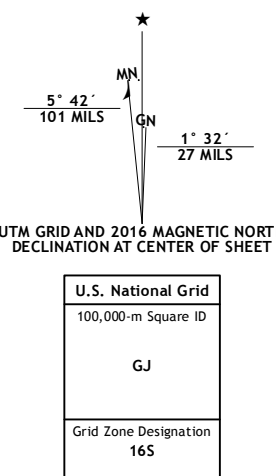 ★
MN.
GN
5° 42´
101 MILS
1° 32´
27 MILS
UTM GRID AND 2016 MAGNETIC NORT
DECLINATION AT CENTER OF SHEET
U.S. National Grid
100,000-m Square ID
GJ
Grid Zone Designation
16S